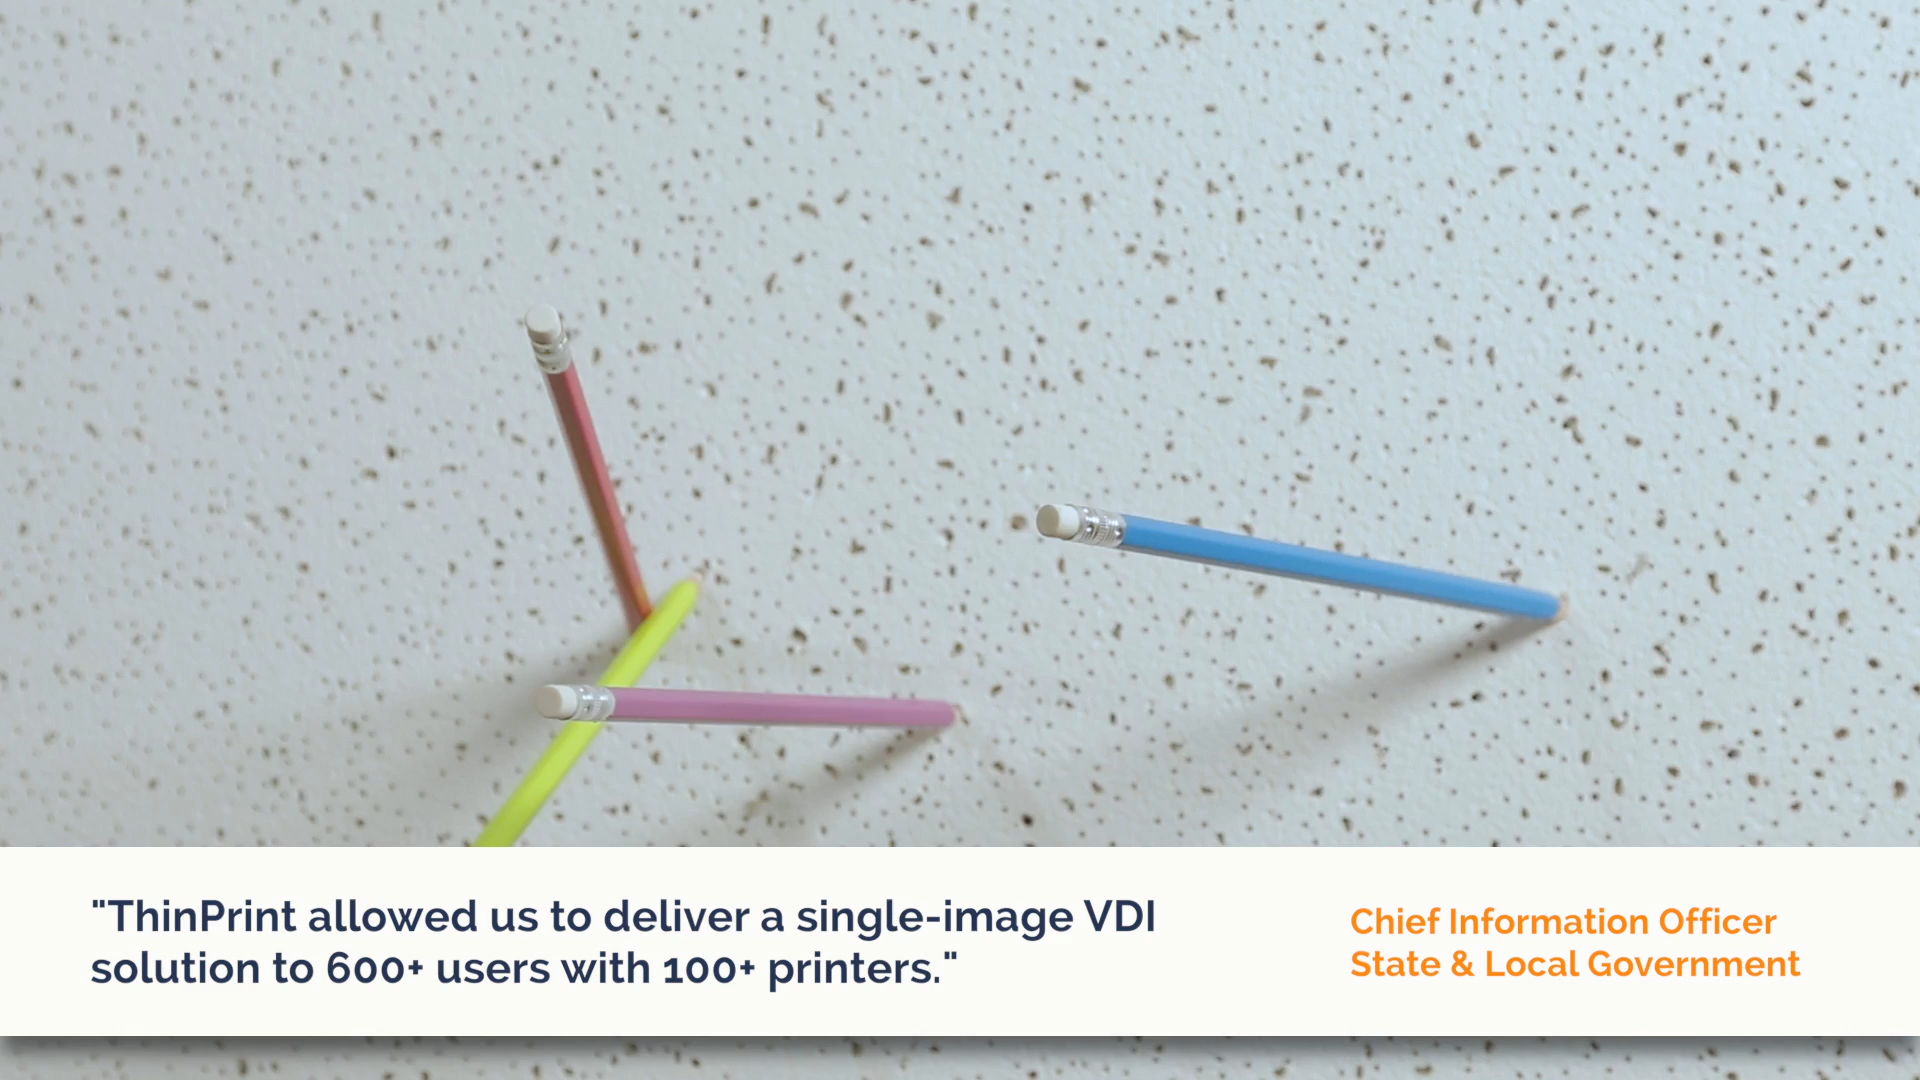 "ThinPrint allowed us to deliver a single-image VDI
solution to 600+ users with 100+ printers."
Chief Information Officer
State & Local Government